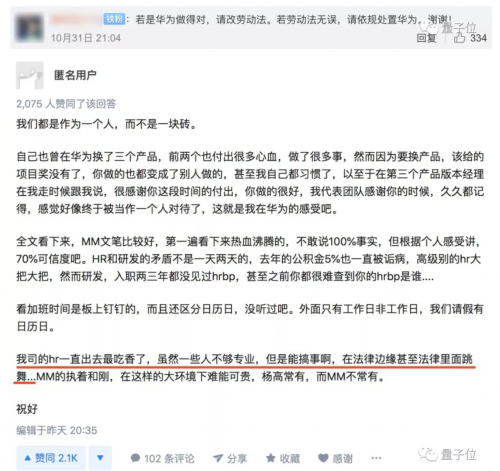 铁粉：若是华为做得对，请改劳动法。若劳动法无误，请依规处置华为，谢谢！
10月31日 21:04
回复 334
量子位
匿名用户
2,075 人赞同了该回答
我们都是作为一个人，而不是一块砖。
自己也曾在华为换了三个产品，前两个也付出很多心血，做了很多事，然而因为要换产品，该给的
项目奖没有了，你做的也都变成了别人做的，甚至我自己都习惯了，以至于在第三个产品版本经理
在我走时候跟我说，很感谢你这段时间的付出，你做的很好，我代表团队感谢你的时候，久久都记
得，感觉好像终于被当作一个人对待了，这就是我在华为的感受吧。
全文看下来，MM文笔比较好，第一遍看下来热血沸腾的，不敢说100%事实，但根据个人感受讲，
70%可信度吧。HR和研发的矛盾不是一天两天的，去年的公积金5%也一直被诟病，高级别的hr大
把大把，然而研发，入职两三年都没见过hrbp，甚至之前你都很难查到你的hrbp是谁....
看加班时间是板上钉钉的，而且还区分日历日，没听过吧。外面只有工作日非工作日，我们请假有
日历日。
我司的hr一直出去最吃香了，虽然一些人不够专业，但是能搞事啊，在法律边缘甚至法律里面跳
舞...MM的执着和刚，在这样的大环境下难能可贵，杨高常有，而MM不常有。
祝好
编辑于昨天 20:35
赞同 2.1K 102 条评论 分享 收藏 感谢
量子位